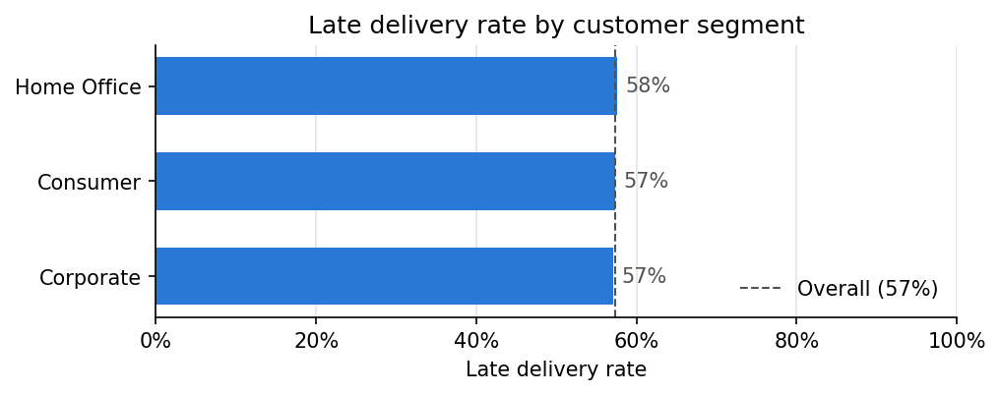 Late delivery rate by customer segment
Home Office
58%
Consumer
57%
Corporate
57%
Overall (57%)
0%
20%
40%
60%
80%
100%
Late delivery rate